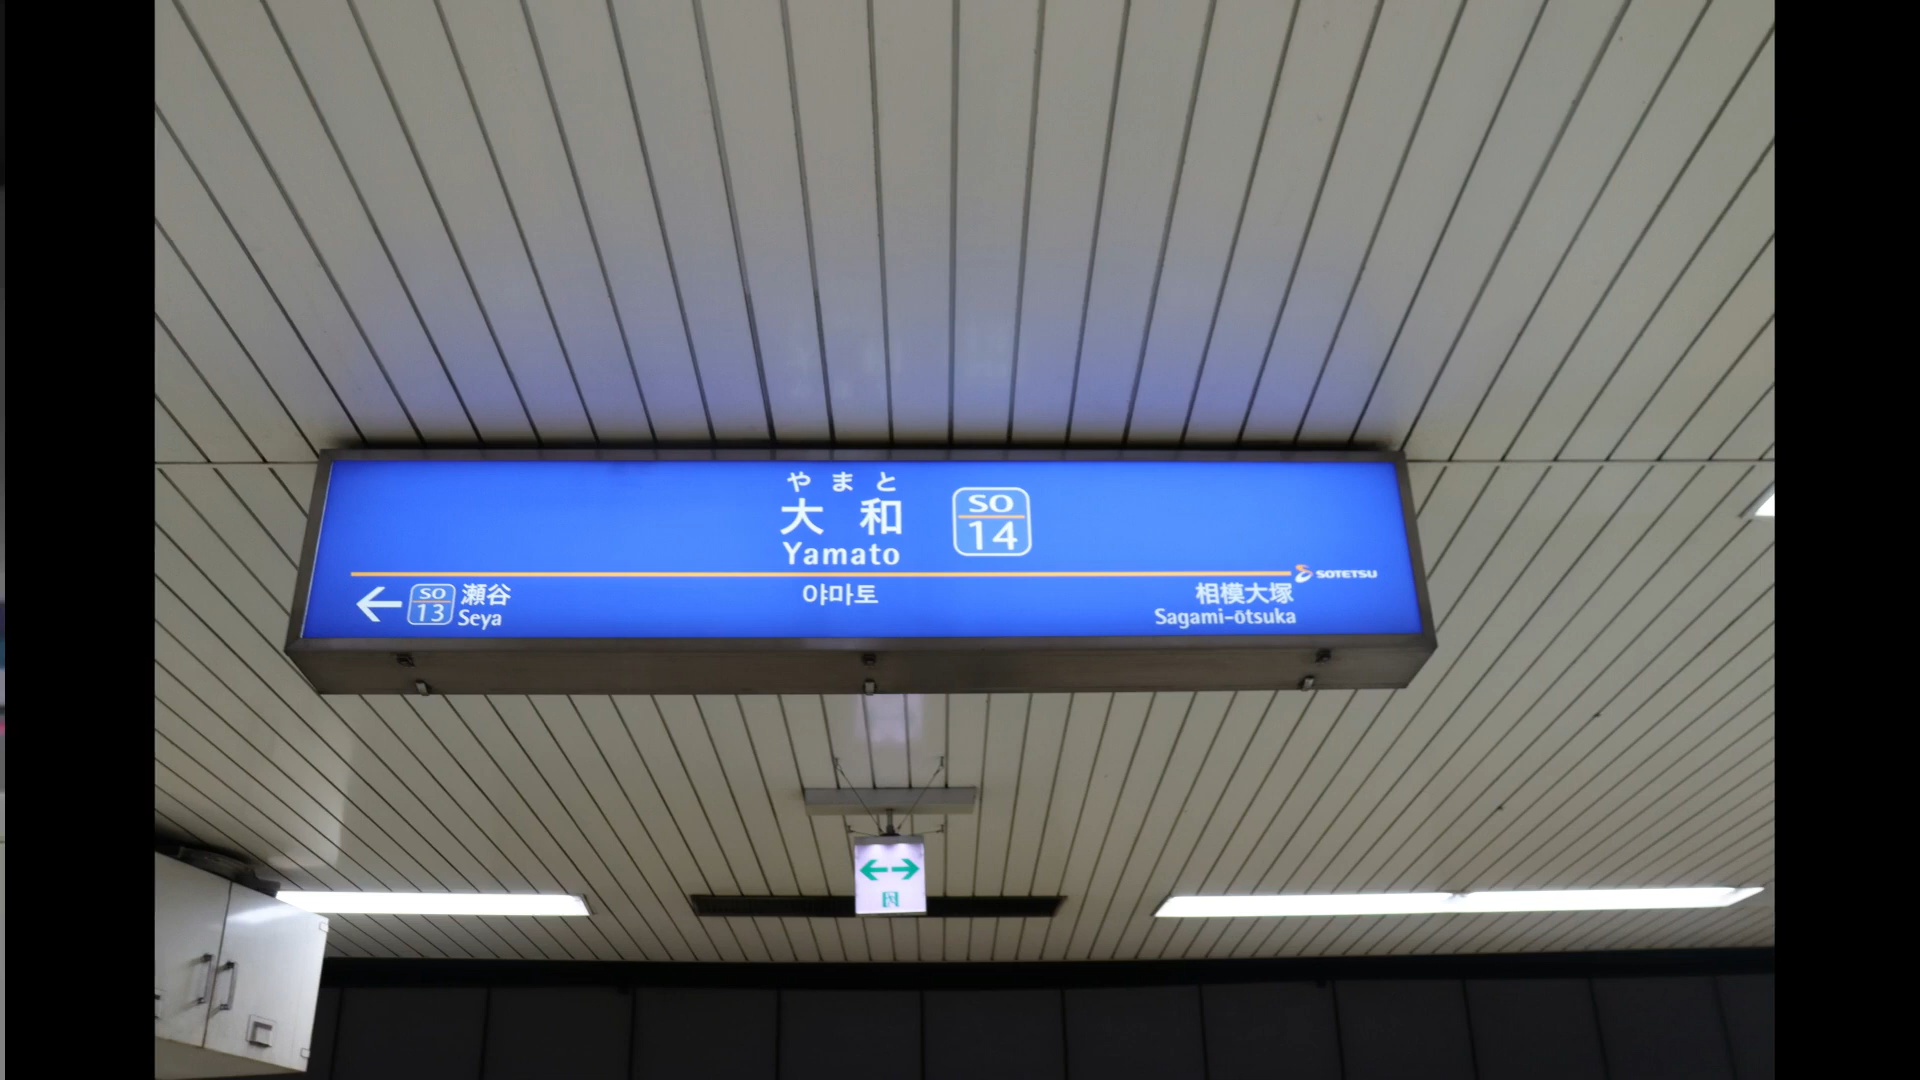 やまと
大和
Yamato
SO
14
SOTETSU
← SO 13 瀬谷
Seya
야마토
相模大塚
Sagami-ōtsuka
← →